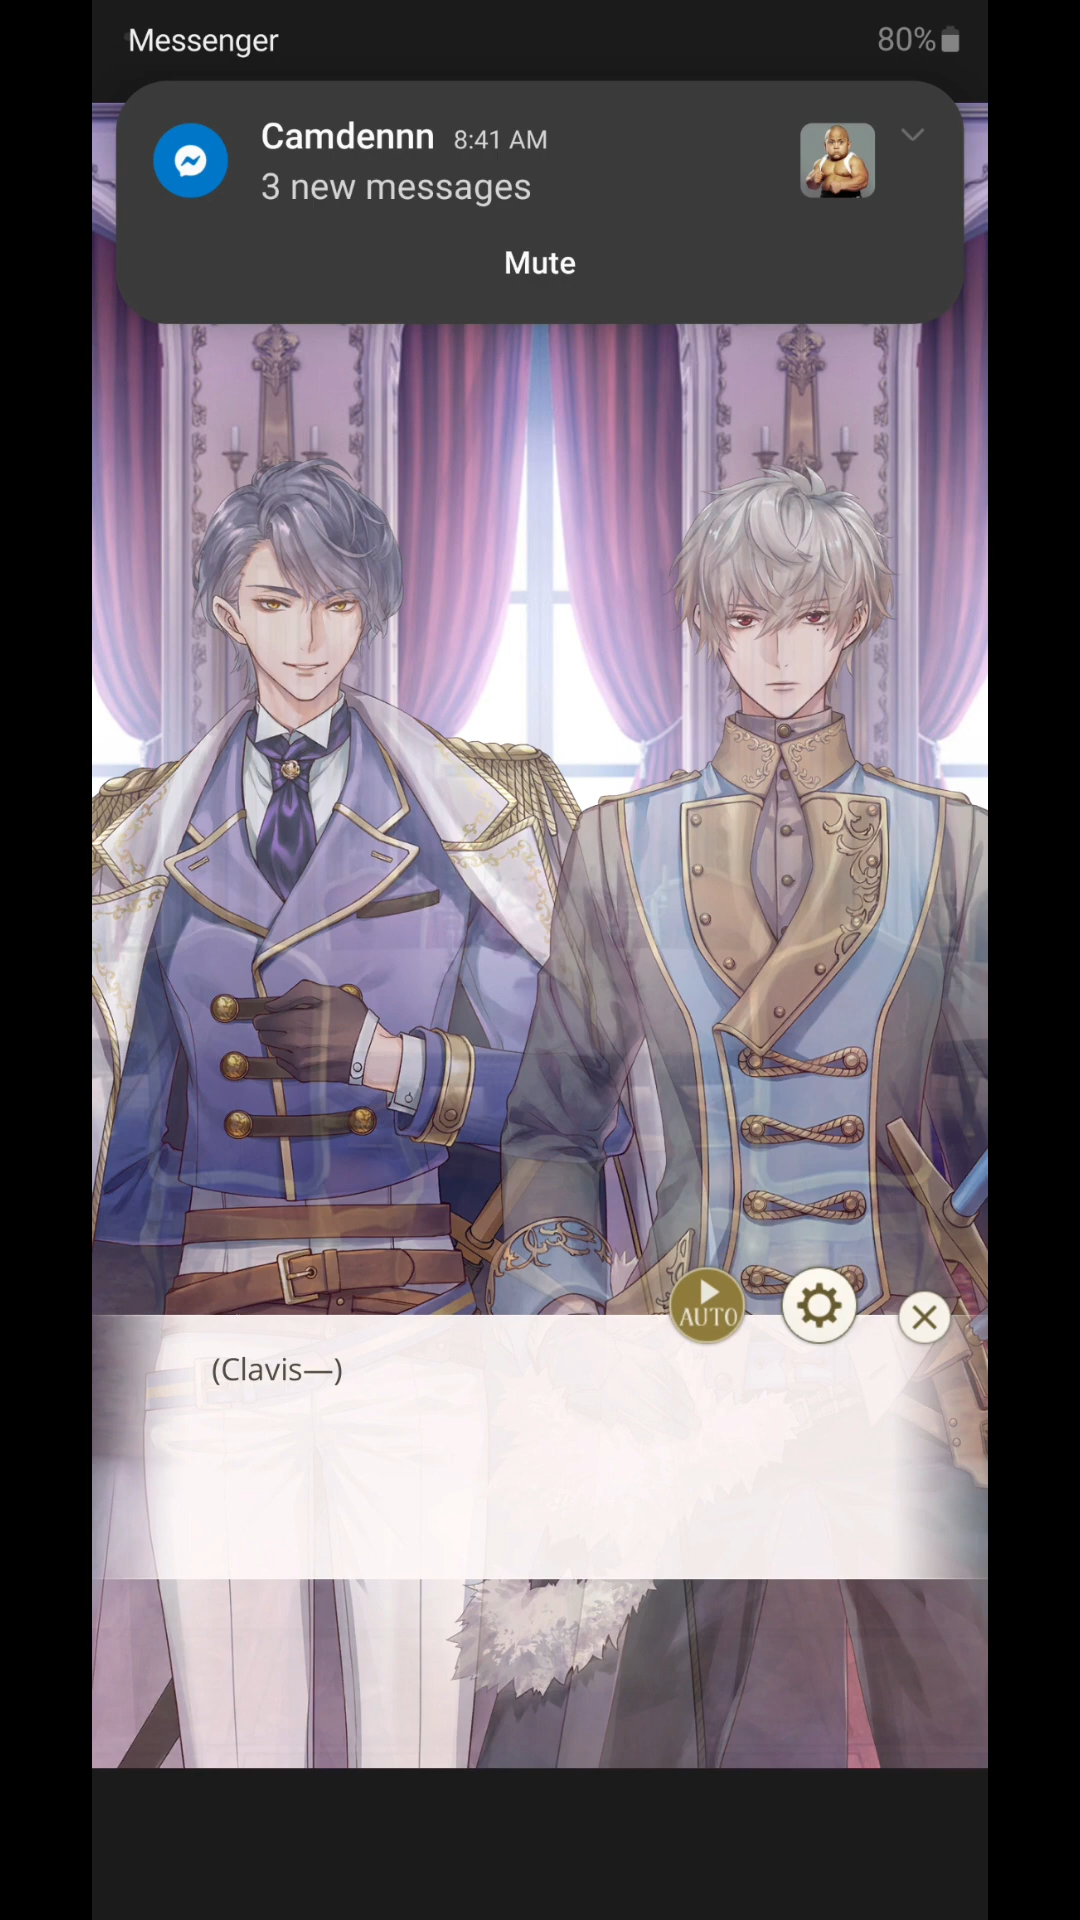 Messenger
80%
Camdennn 8:41 AM
3 new messages
Mute
AUTO
(Clavis—)